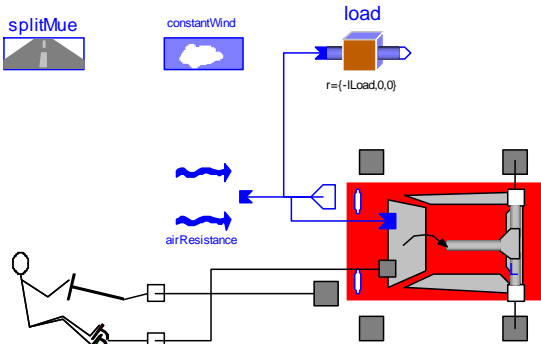 load
splitMue
constantWind
r={-lLoad,0,0}
airResistance
L